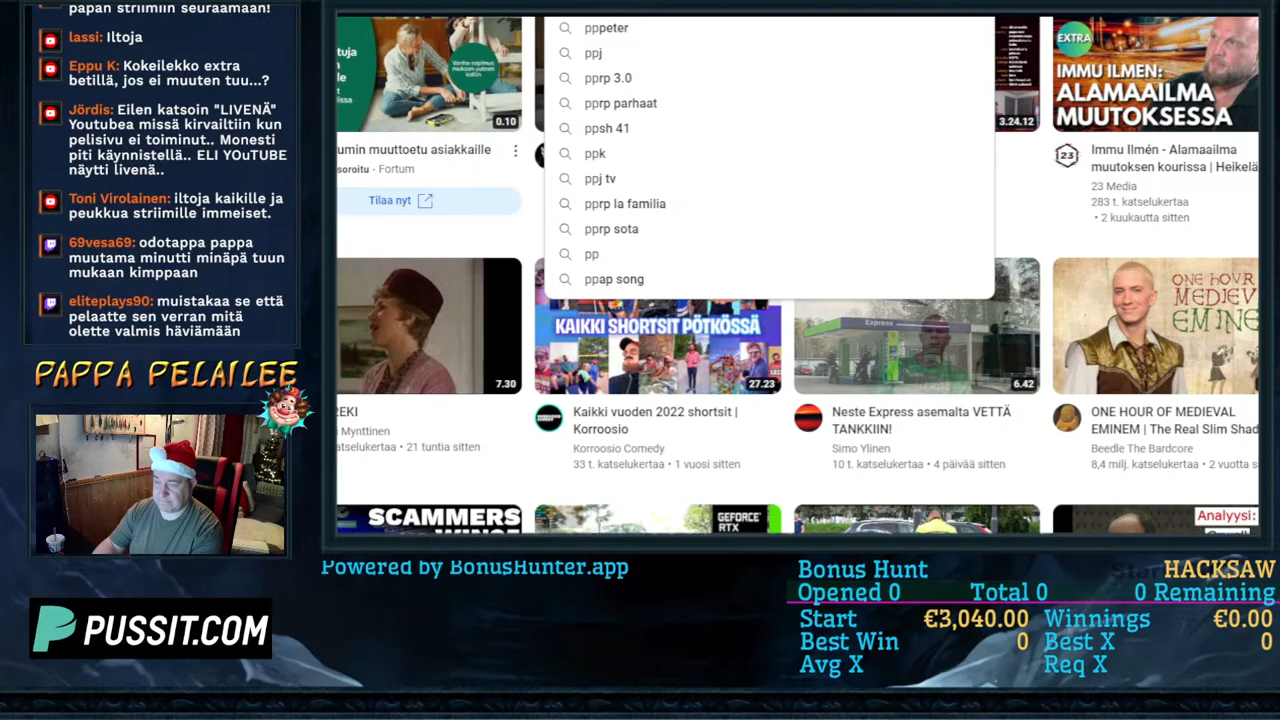 papan striimiin seuraamaan!
lassi: Iltoja
Eppu K: Kokeilekko extra
betillä, jos ei muuten tuu...?
Jördis: Eilen katsoin "LIVENÄ"
Youtubea missä kirvailtiin kun
pelisivu ei toiminut.. Monesti
piti käynnistellä.. ELI YOuTUBE
näytti livenä..
Toni Virolainen: iltoja kaikille ja
peukkua striimille immeiset.
69vesa69: odotappa pappa
muutama minutti minäpä tuun
mukaan kimppaan
eliteplays90: muistakaa se että
pelaatte sen verran mitä
olette valmis häviämään
PAPPA PELAILEE
PUSSIT.COM
pppeter
ppj
pprp 3.0
pprp parhaat
ppsh 41
ppk
ppj tv
pprp la familia
pprp sota
pp
ppap song
0.10
umin muuttoetu asiakkaille
soroitu · Fortum
Tilaa nyt
3.24.12
EXTRA
IMMU ILMEN:
ALAMAAILMA
MUUTOKSESSA
23
Immu Ilmén - Alamaailma
muutoksen kourissa | Heikelä
23 Media
283 t. katselukertaa
• 2 kuukautta sitten
7.30
EKI
Mynttinen
atselukertaa • 21 tuntia sitten
KAIKKI SHORTSIT PÖTKÖSSÄ
27.23
Kaikki vuoden 2022 shortsit |
Korroosio
Korroosio Comedy
33 t. katselukertaa • 1 vuosi sitten
Express
6.42
Neste Express asemalta VETTÄ
TANKKIIN!
Simo Ylinen
10 t. katselukertaa • 4 päivää sitten
ONE HOUR OF
MEDIEV
EMINEM
ONE HOUR OF MEDIEVAL
EMINEM | The Real Slim Shad
Beedle The Bardcore
8,4 milj. katselukertaa • 2 vuotta s
SCAMMERS
GEFORCE
RTX
Analyysi:
Powered by BonusHunter.app
Bonus Hunt
HACKSAW
Opened 0 Total 0 0 Remaining
Start €3,040.00 Winnings €0.00
Best Win 0 Best X 0
Avg X Req X